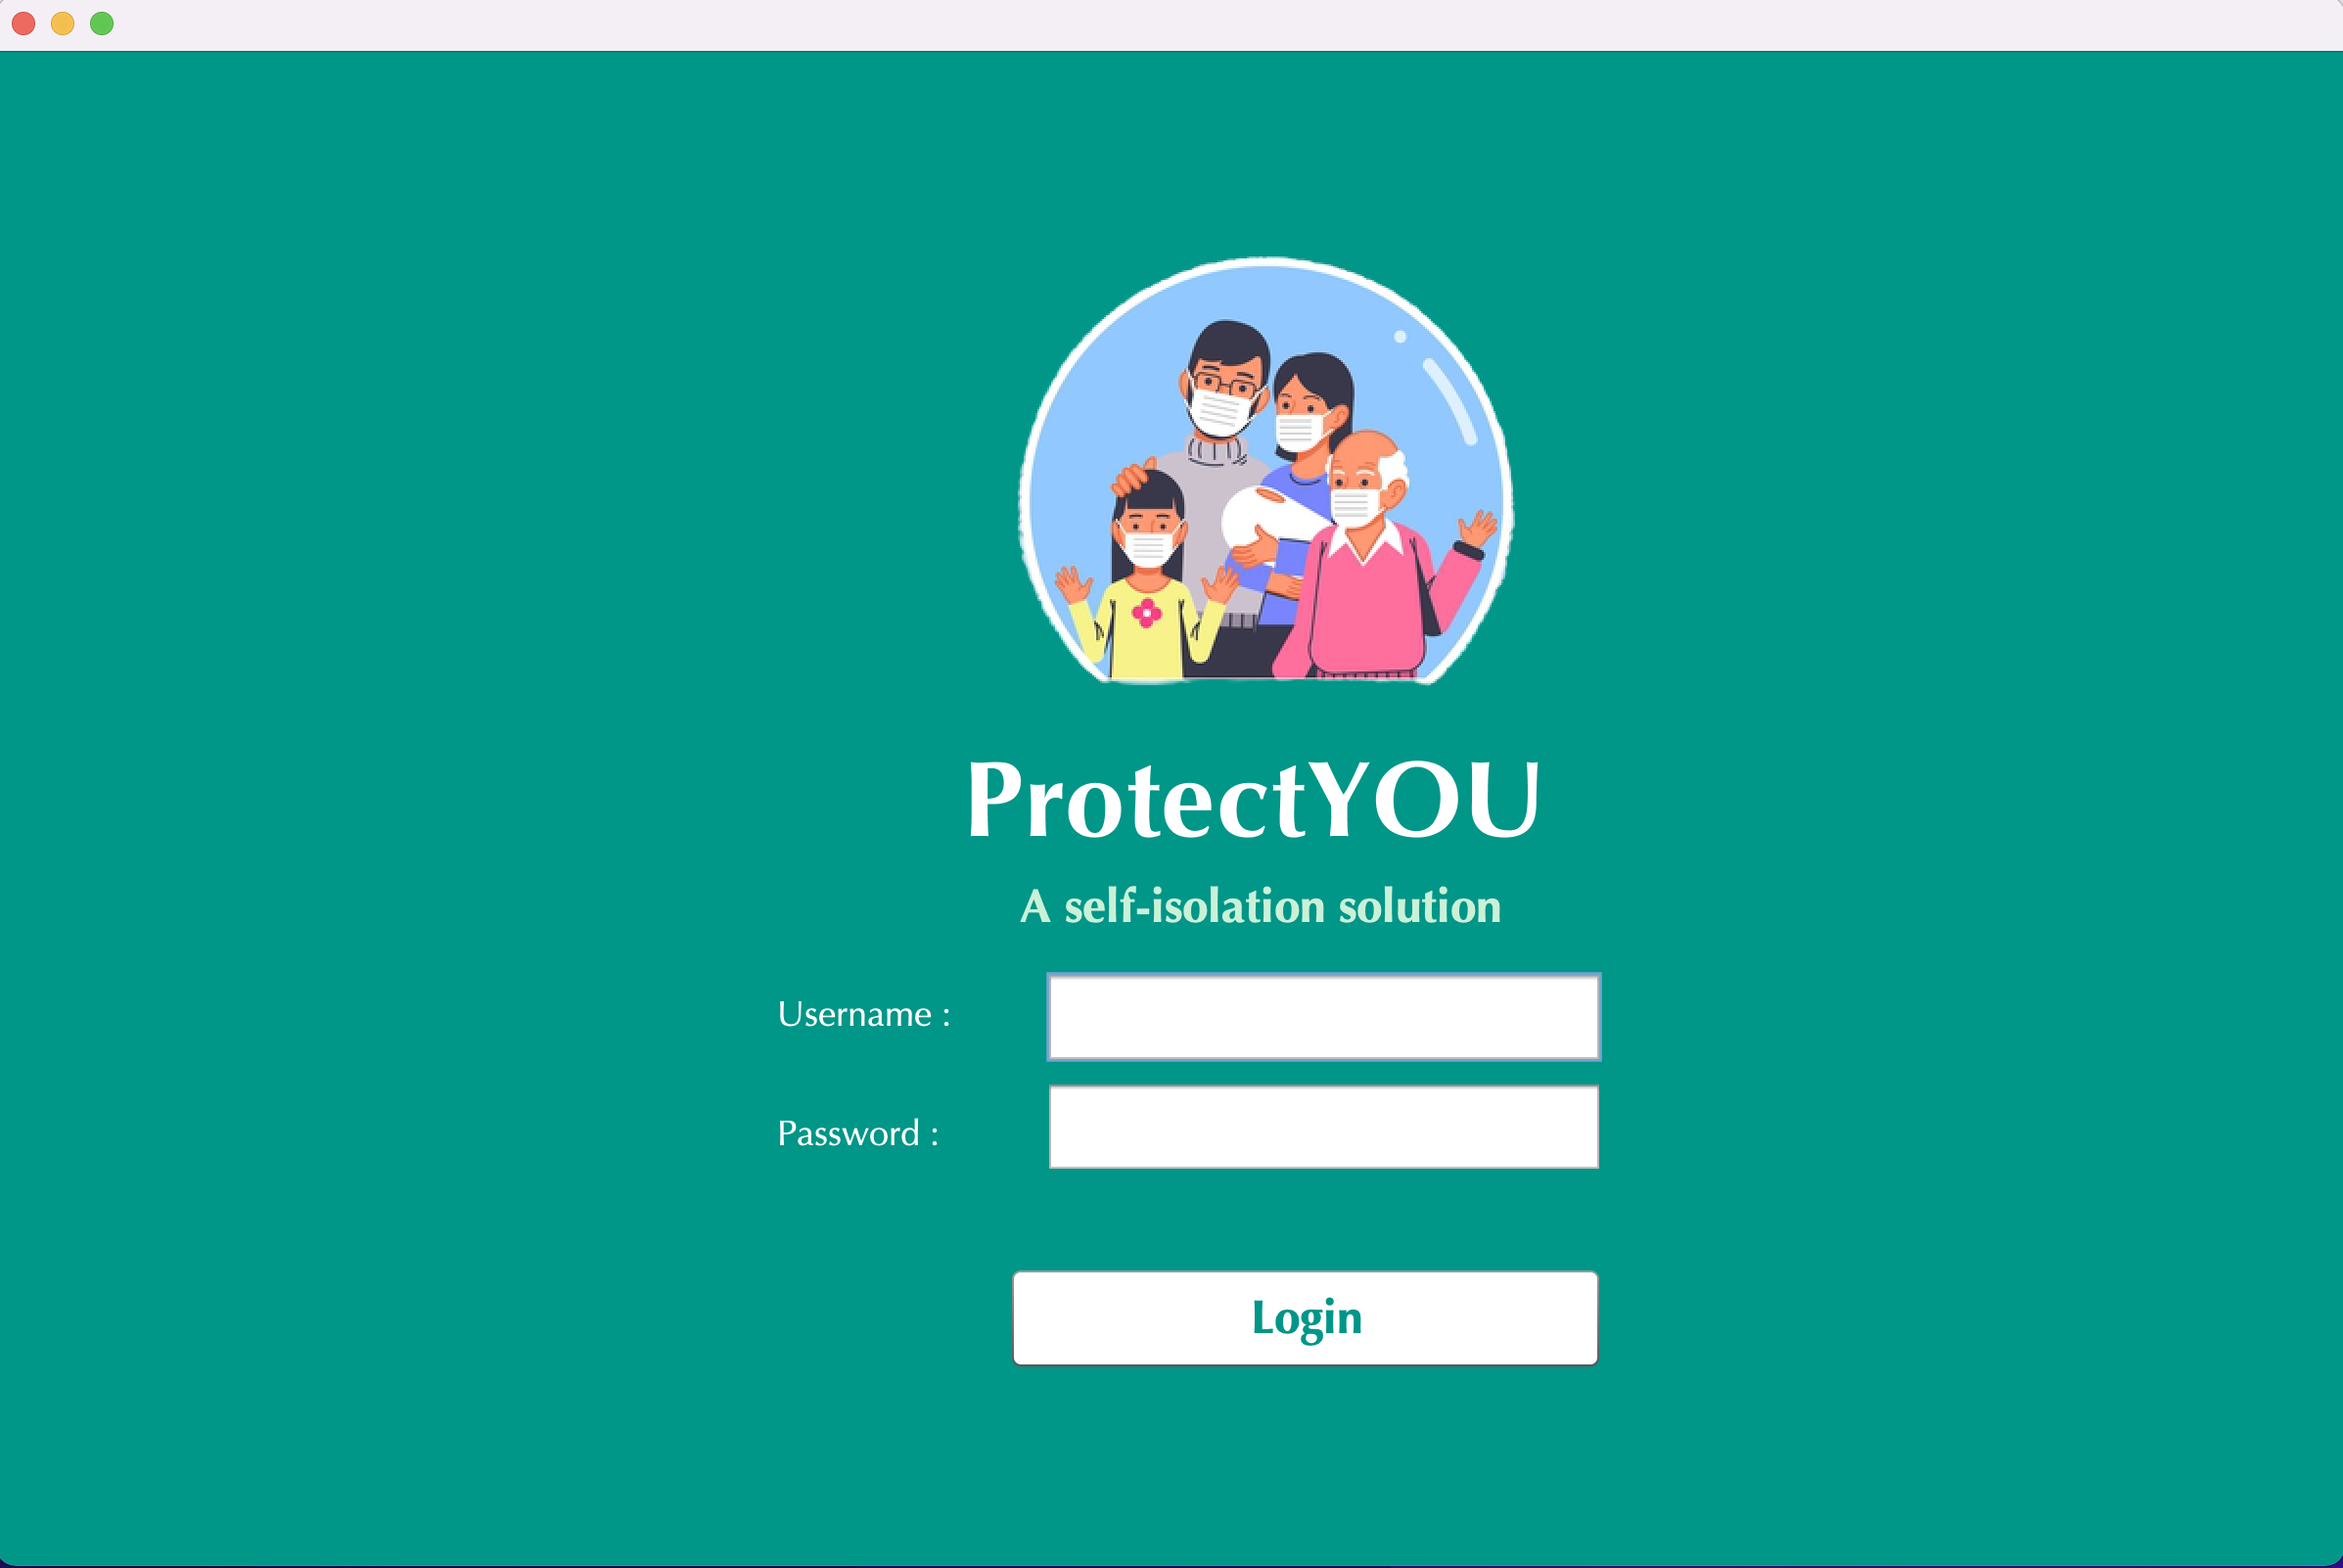 ProtectYOU
A self-isolation solution
Username :
Password :
Login